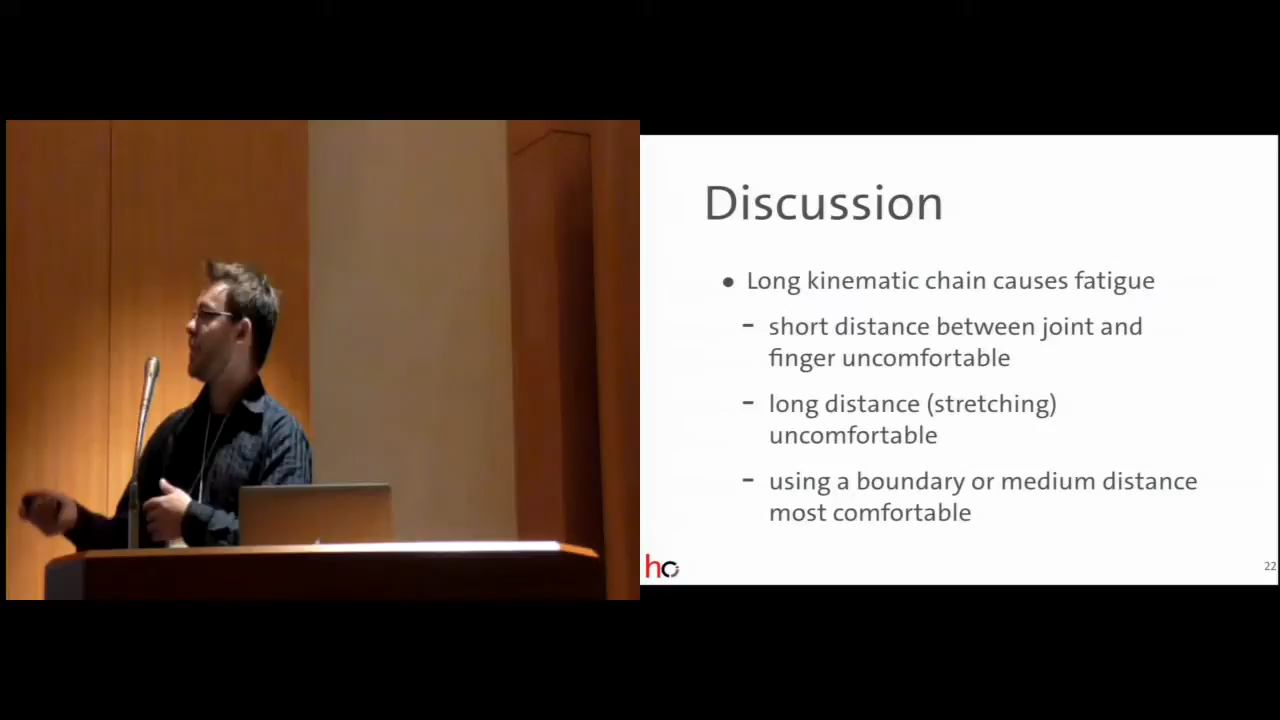 Discussion
● Long kinematic chain causes fatigue
- short distance between joint and
finger uncomfortable
- long distance (stretching)
uncomfortable
- using a boundary or medium distance
most comfortable
hc
22